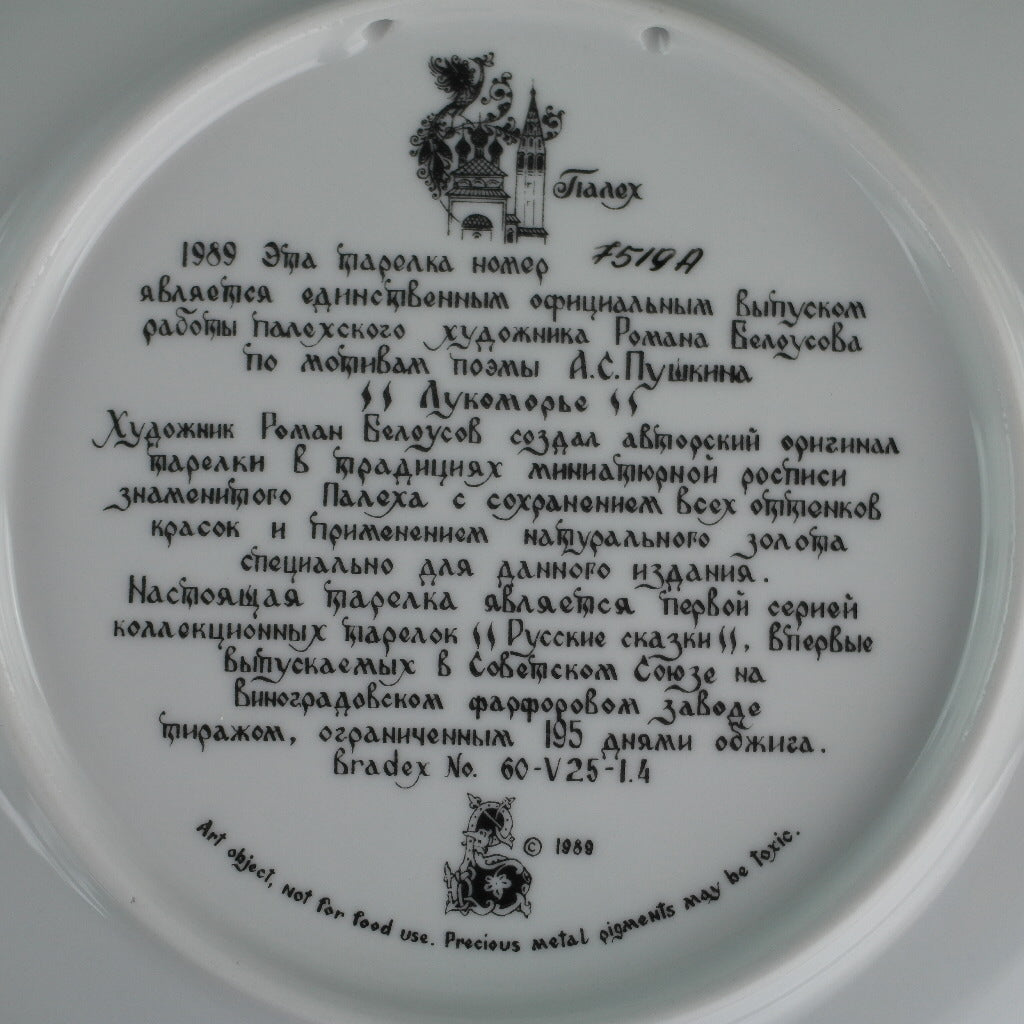 Палех
1989 Эта тарелка номер 7519A
является единственным официальным выпуском
работы палехского художника Романа Белоусова
по мотивам поэмы А.С.Пушкина
"Лукоморье"
Художник Роман Белоусов создал авторский оригинал
тарелки в традициях миниатюрной росписи
знаменитого Палеха с сохранением всех оттенков
красок и применением натурального золота
специально для данного издания.
Настоящая тарелка является первой серией
коллекционных тарелок "Русские сказки", впервые
выпускаемых в Советском Союзе на
Виноградовском фарфоровом заводе
тиражом, ограниченным 195 днями обжига.
Bradex No. 60-V25-1.4
© 1989
Art object, not for food use. Precious metal pigments may be toxic.